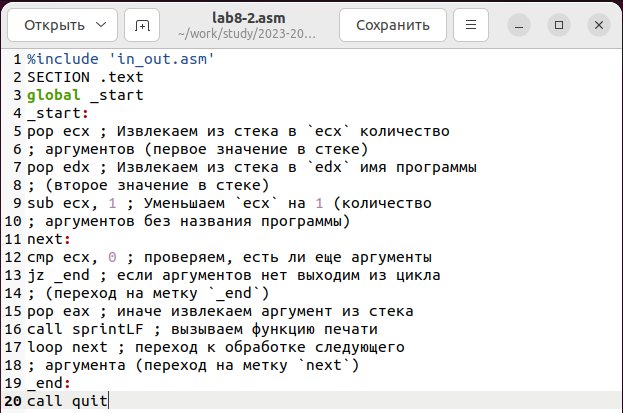 Открыть
lab8-2.asm
~/work/study/2023-20...
Сохранить
1 %include 'in_out.asm'
2 SECTION .text
3 global _start
4 _start:
5 pop ecx ; Извлекаем из стека в `ecx` количество
6 ; аргументов (первое значение в стеке)
7 pop edx ; Извлекаем из стека в `edx` имя программы
8 ; (второе значение в стеке)
9 sub ecx, 1 ; Уменьшаем `ecx` на 1 (количество
10 ; аргументов без названия программы)
11 next:
12 cmp ecx, 0 ; проверяем, есть ли еще аргументы
13 jz _end ; если аргументов нет выходим из цикла
14 ; (переход на метку `_end`)
15 pop eax ; иначе извлекаем аргумент из стека
16 call sprintLF ; вызываем функцию печати
17 loop next ; переход к обработке следующего
18 ; аргумента (переход на метку `next`)
19 _end:
20 call quit